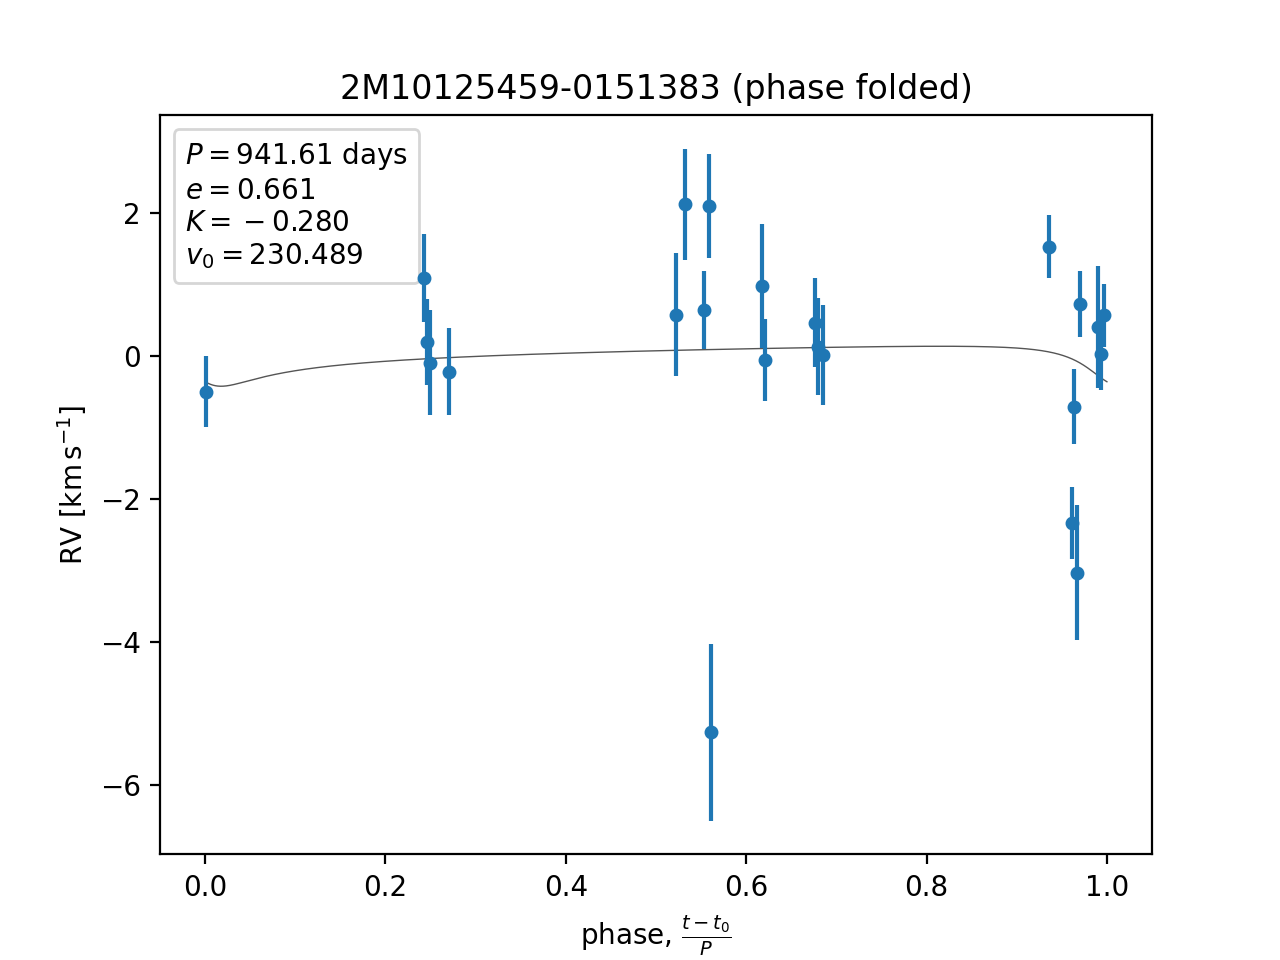 2M10125459-0151383 (phase folded)
P = 941.61 days
e = 0.661
K = −0.280
v₀ = 230.489
2
0
−2
−4
−6
RV [km s⁻¹]
0.0 0.2 0.4 0.6 0.8 1.0
phase, (t − t₀)/P